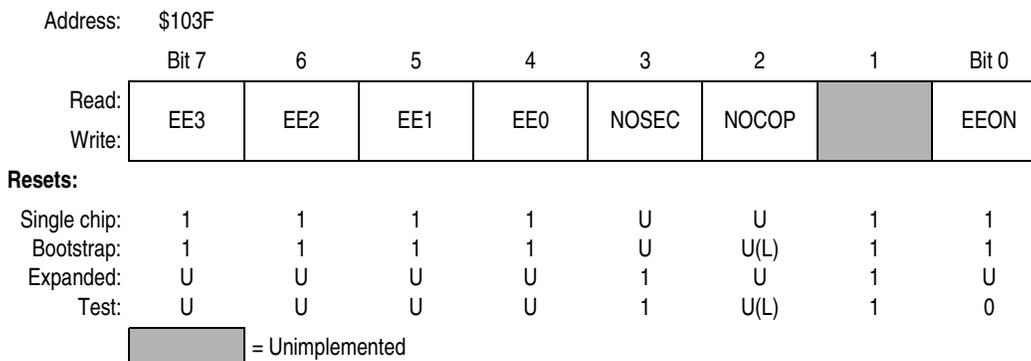 Address: $103F
Bit 7 6 5 4 3 2 1 Bit 0
Read:
EE3 EE2 EE1 EE0 NOSEC NOCOP EEON
Write:
Resets:
Single chip: 1 1 1 1 U U 1 1
Bootstrap: 1 1 1 1 U U(L) 1 1
Expanded: U U U U 1 U 1 U
Test: U U U U 1 U(L) 1 0
= Unimplemented